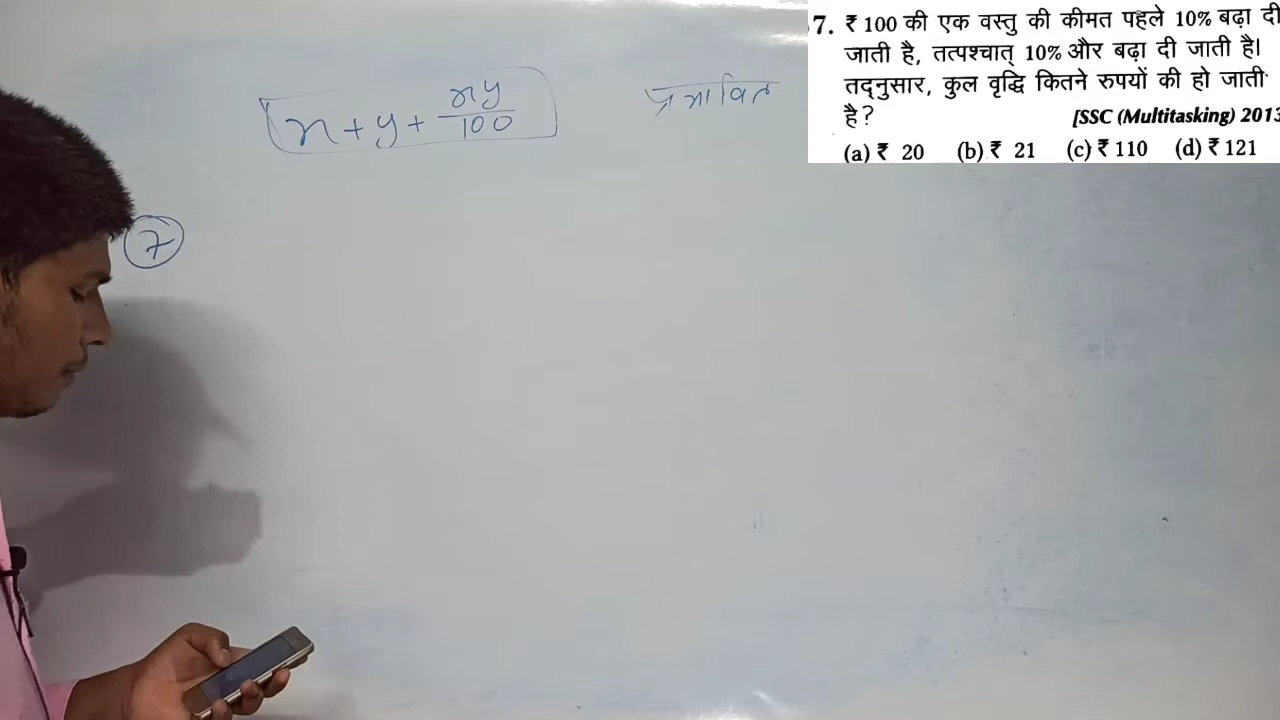 7. ₹ 100 की एक वस्तु की कीमत पहले 10% बढ़ा दी
जाती है, तत्पश्चात् 10% और बढ़ा दी जाती है।
तद्नुसार, कुल वृद्धि कितने रुपयों की हो जाती
है?
[SSC (Multitasking) 2013
(a) ₹ 20 (b) ₹ 21 (c) ₹ 110 (d) ₹ 121
x + y + xy/100
प्रभावित
7